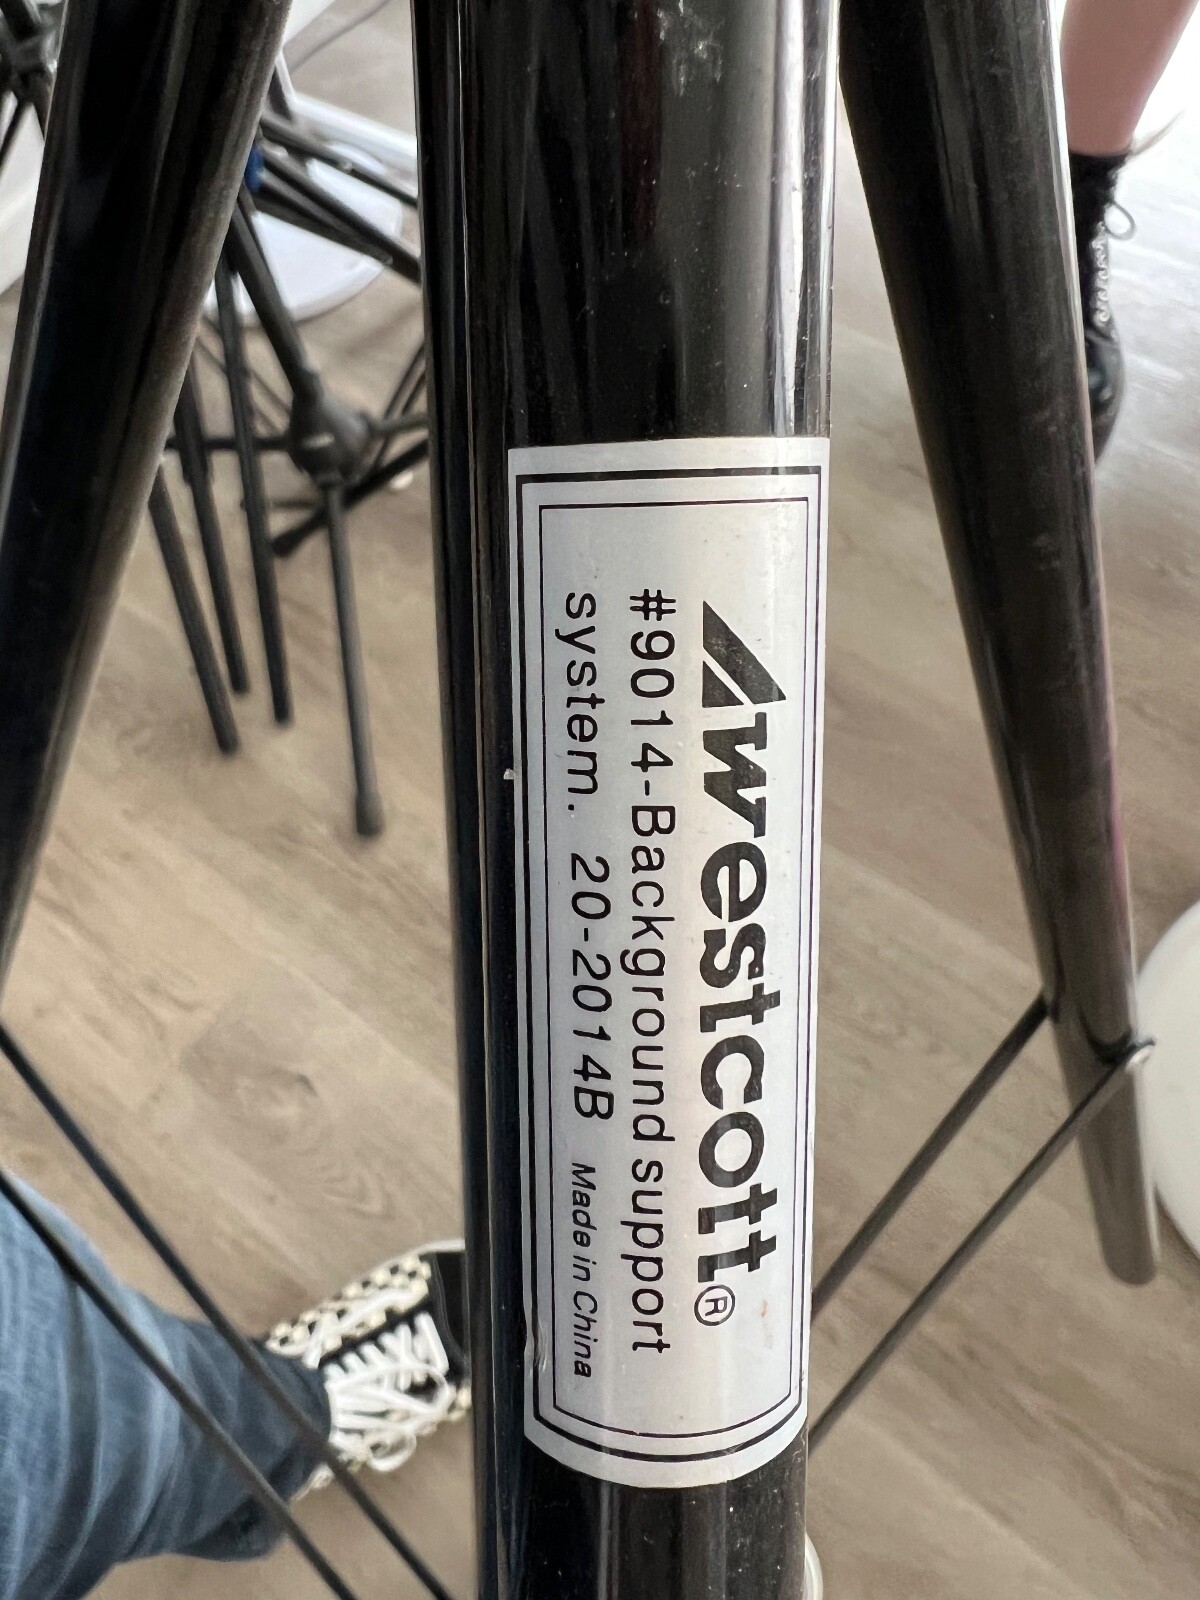 westcott®
#9014-Background support
system. 20-2014B Made in China